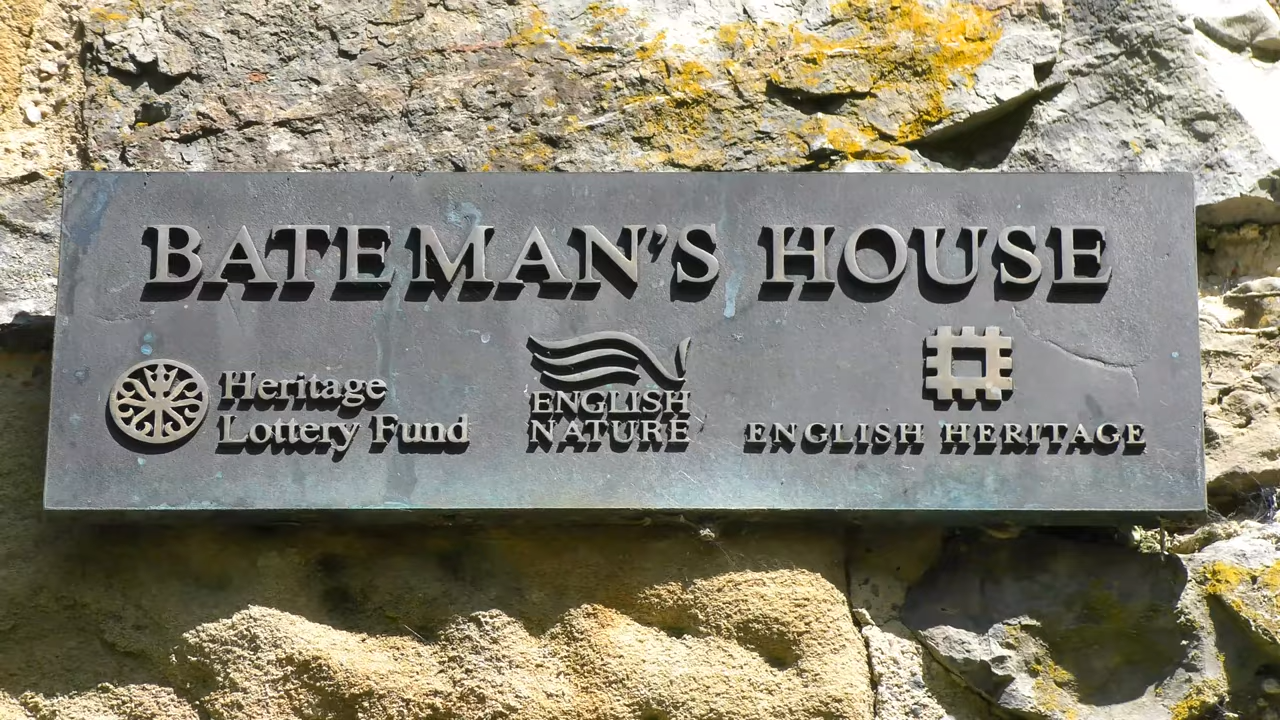 BATEMAN'S HOUSE
Heritage
Lottery Fund
ENGLISH
NATURE
ENGLISH HERITAGE